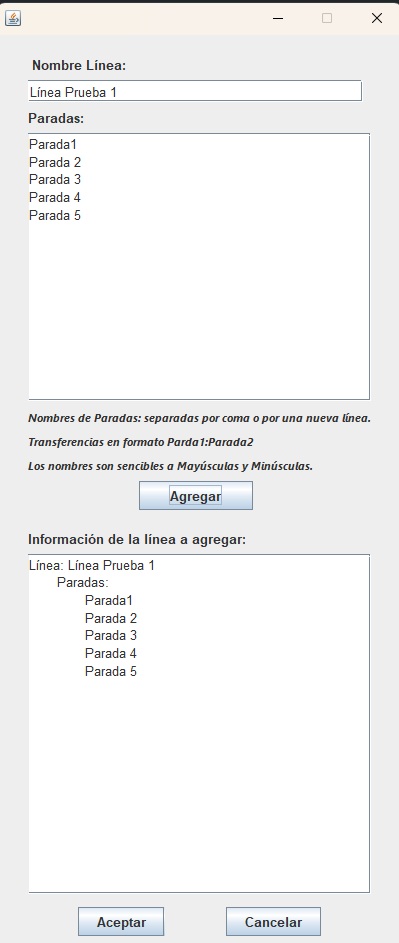 Nombre Línea:
Línea Prueba 1
Paradas:
Parada1
Parada 2
Parada 3
Parada 4
Parada 5
Nombres de Paradas: separadas por coma o por una nueva línea.
Transferencias en formato Parda1:Parada2
Los nombres son sencibles a Mayúsculas y Minúsculas.
Agregar
Información de la línea a agregar:
Línea: Línea Prueba 1
Paradas:
Parada1
Parada 2
Parada 3
Parada 4
Parada 5
Aceptar Cancelar